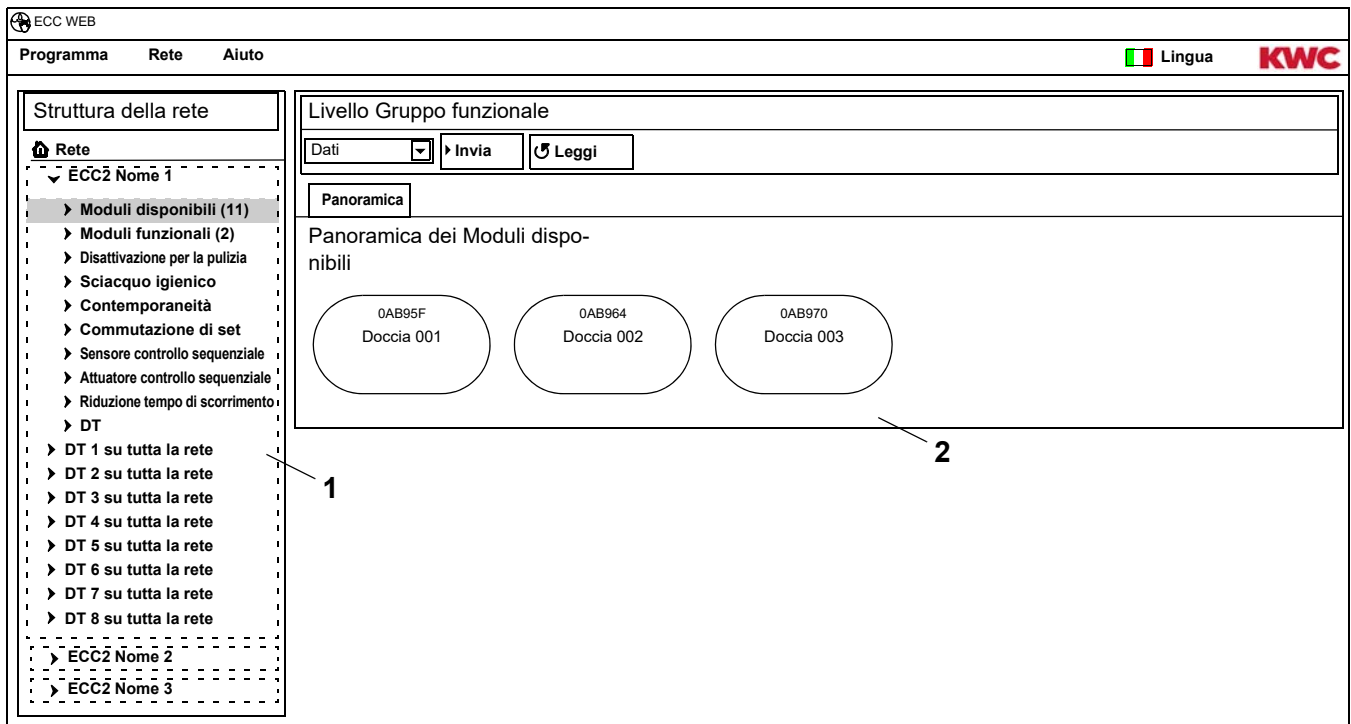 ECC WEB
Programma Rete Aiuto Lingua KWC
Struttura della rete
Rete
ECC2 Nome 1
Moduli disponibili (11)
Moduli funzionali (2)
Disattivazione per la pulizia
Sciacquo igienico
Contemporaneità
Commutazione di set
Sensore controllo sequenziale
Attuatore controllo sequenziale
Riduzione tempo di scorrimento
DT
DT 1 su tutta la rete
DT 2 su tutta la rete
DT 3 su tutta la rete
DT 4 su tutta la rete
DT 5 su tutta la rete
DT 6 su tutta la rete
DT 7 su tutta la rete
DT 8 su tutta la rete
ECC2 Nome 2
ECC2 Nome 3
1
Livello Gruppo funzionale
Dati Invia Leggi
Panoramica
Panoramica dei Moduli dispo-
nibili
0AB95F
Doccia 001
0AB964
Doccia 002
0AB970
Doccia 003
2